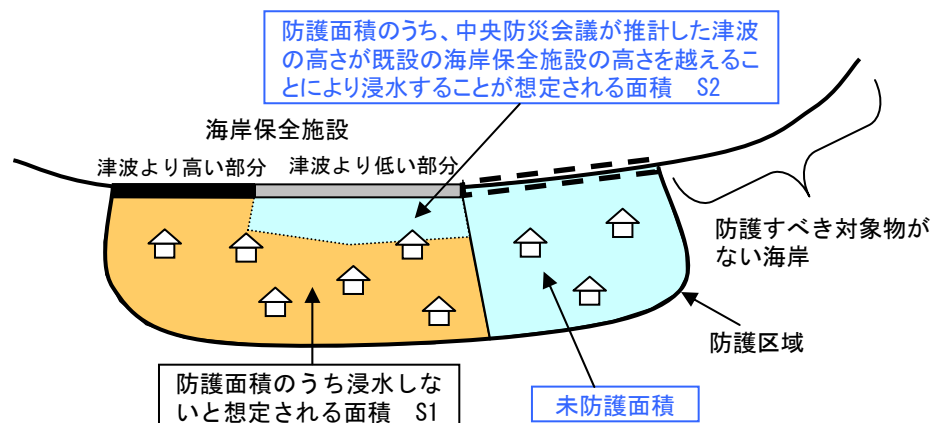 防護面積のうち、中央防災会議が推計した津波
の高さが既設の海岸保全施設の高さを越えるこ
とにより浸水することが想定される面積　S2
海岸保全施設
津波より高い部分
津波より低い部分
防護すべき対象物が
ない海岸
防護区域
防護面積のうち浸水しな
いと想定される面積　S1
未防護面積